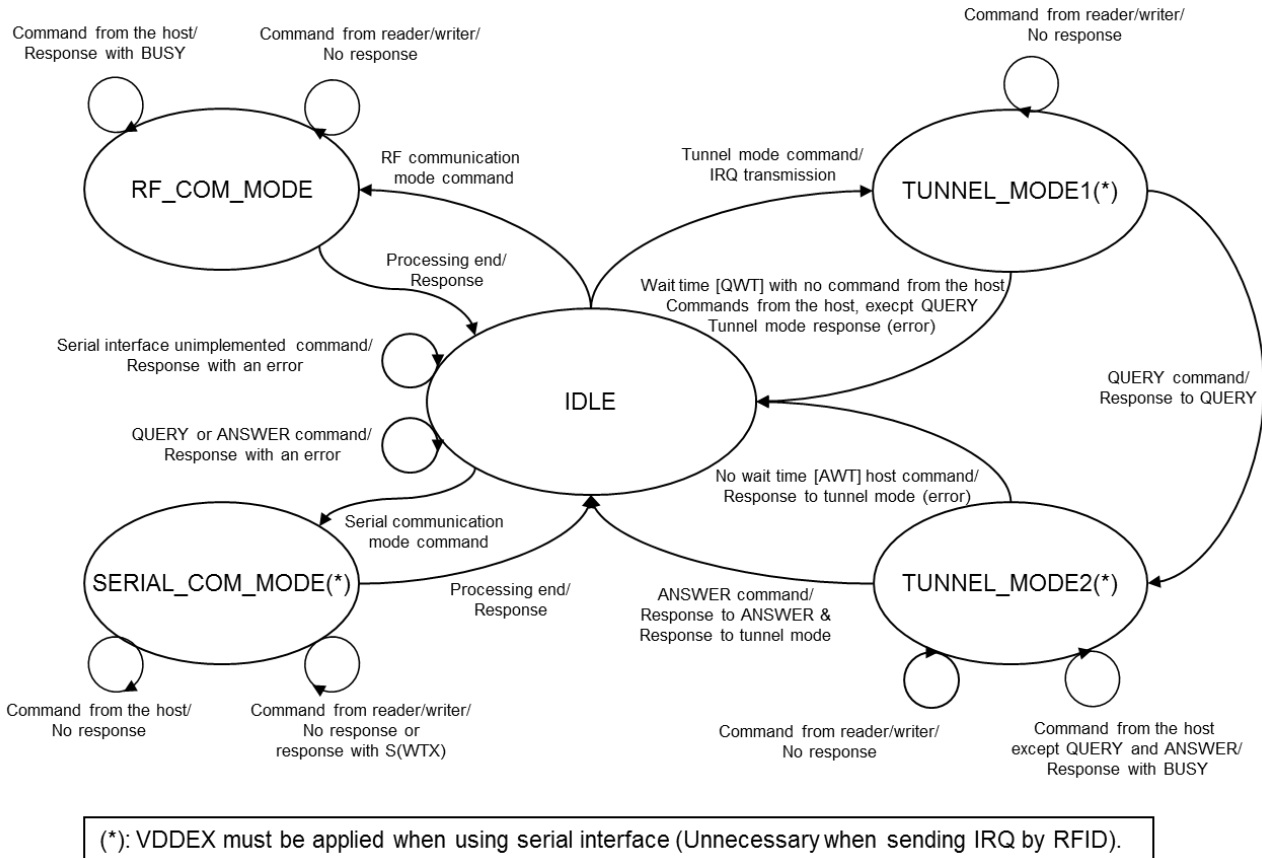 Command from the host/
Response with BUSY
Command from reader/writer/
No response
Command from reader/writer/
No response
RF communication
mode command
Tunnel mode command/
IRQ transmission
RF_COM_MODE
TUNNEL_MODE1(*)
Processing end/
Response
Wait time [QWT] with no command from the host
Commands from the host, execpt QUERY
Tunnel mode response (error)
Serial interface unimplemented command/
Response with an error
IDLE
QUERY command/
Response to QUERY
QUERY or ANSWER command/
Response with an error
No wait time [AWT] host command/
Response to tunnel mode (error)
Serial communication
mode command
SERIAL_COM_MODE(*)
Processing end/
Response
ANSWER command/
Response to ANSWER &
Response to tunnel mode
TUNNEL_MODE2(*)
Command from the host/
No response
Command from reader/writer/
No response or
response with S(WTX)
Command from reader/writer/
No response
Command from the host
except QUERY and ANSWER/
Response with BUSY
(*): VDDEX must be applied when using serial interface (Unnecessary when sending IRQ by RFID).